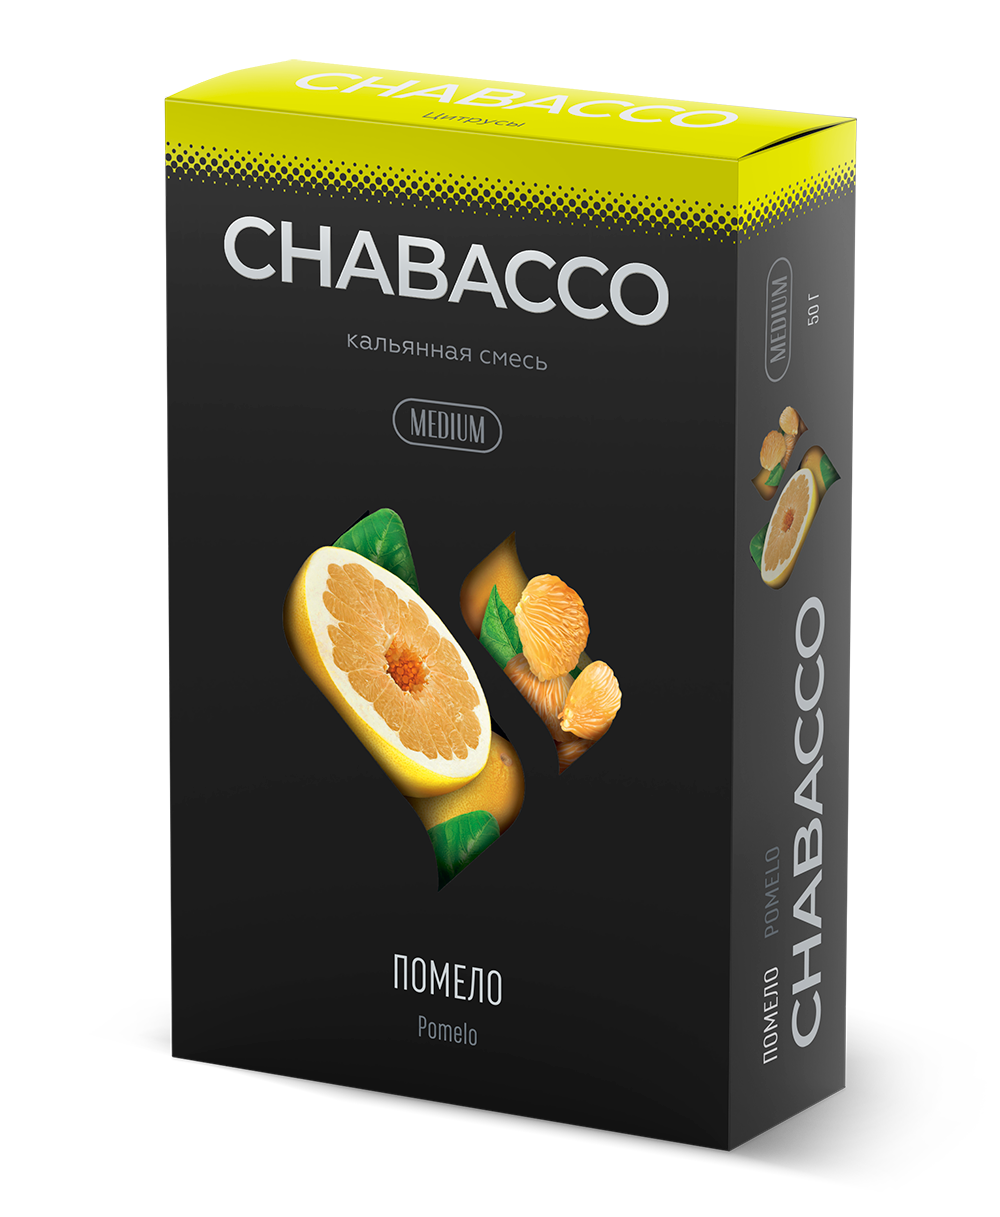 CHABACCO
Цитрусы
CHABACCO
кальянная смесь
MEDIUM
ПОМЕЛО
Pomelo
MEDIUM
50 Г
ПОМЕЛО POMELO
CHABACCO